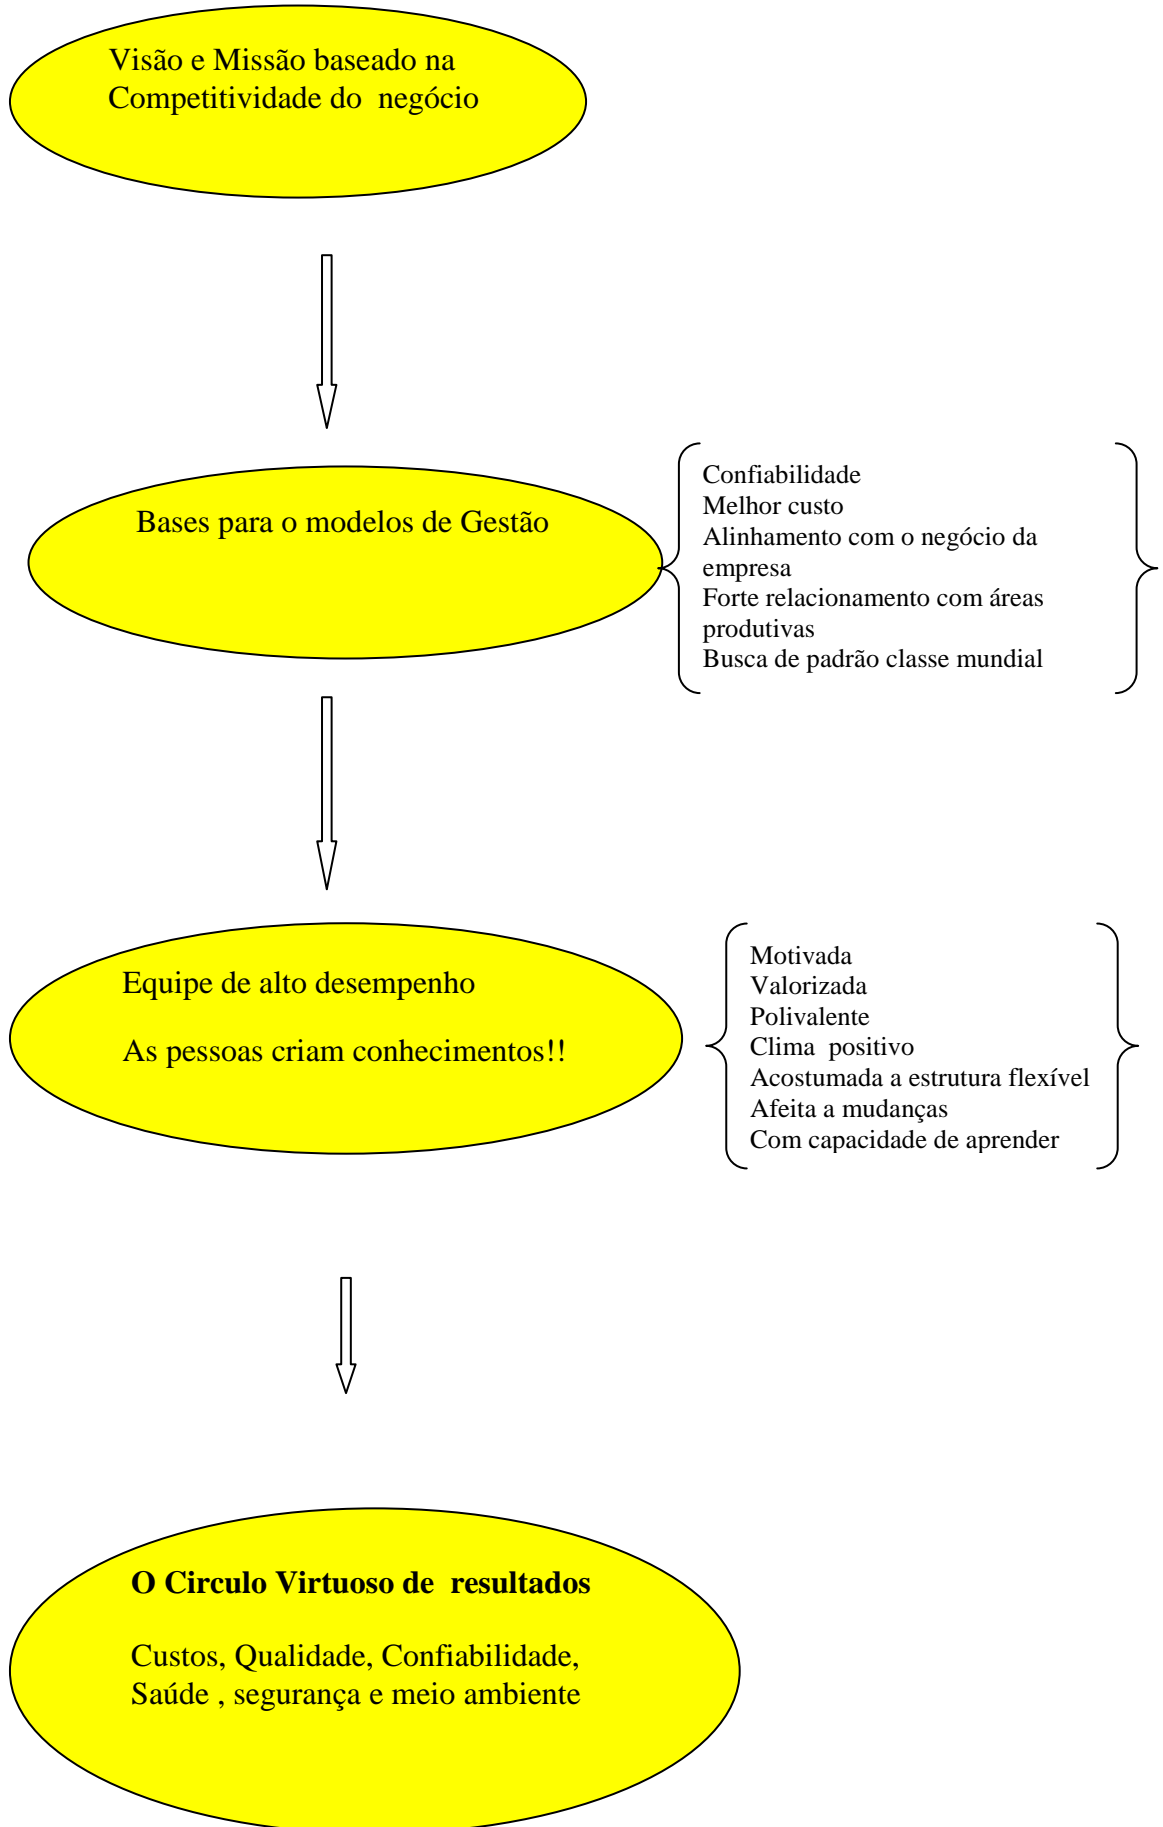 Visão e Missão baseado na
Competitividade do negócio
Bases para o modelos de Gestão
Confiabilidade
Melhor custo
Alinhamento com o negócio da
empresa
Forte relacionamento com áreas
produtivas
Busca de padrão classe mundial
Equipe de alto desempenho
As pessoas criam conhecimentos!!
Motivada
Valorizada
Polivalente
Clima positivo
Acostumada a estrutura flexível
Afeita a mudanças
Com capacidade de aprender
O Circulo Virtuoso de resultados
Custos, Qualidade, Confiabilidade,
Saúde , segurança e meio ambiente